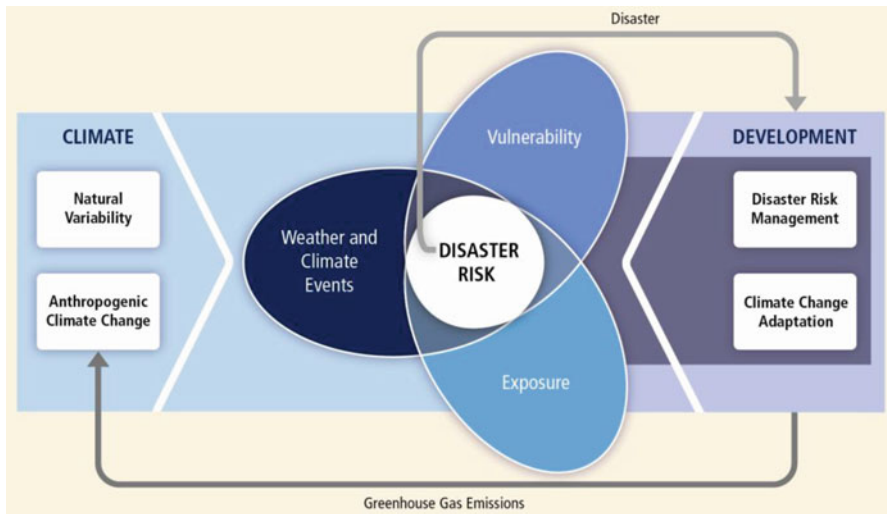 Disaster
CLIMATE
Natural
Variability
Anthropogenic
Climate Change
Vulnerability
Weather and
Climate
Events
DISASTER
RISK
Exposure
DEVELOPMENT
Disaster Risk
Management
Climate Change
Adaptation
Greenhouse Gas Emissions